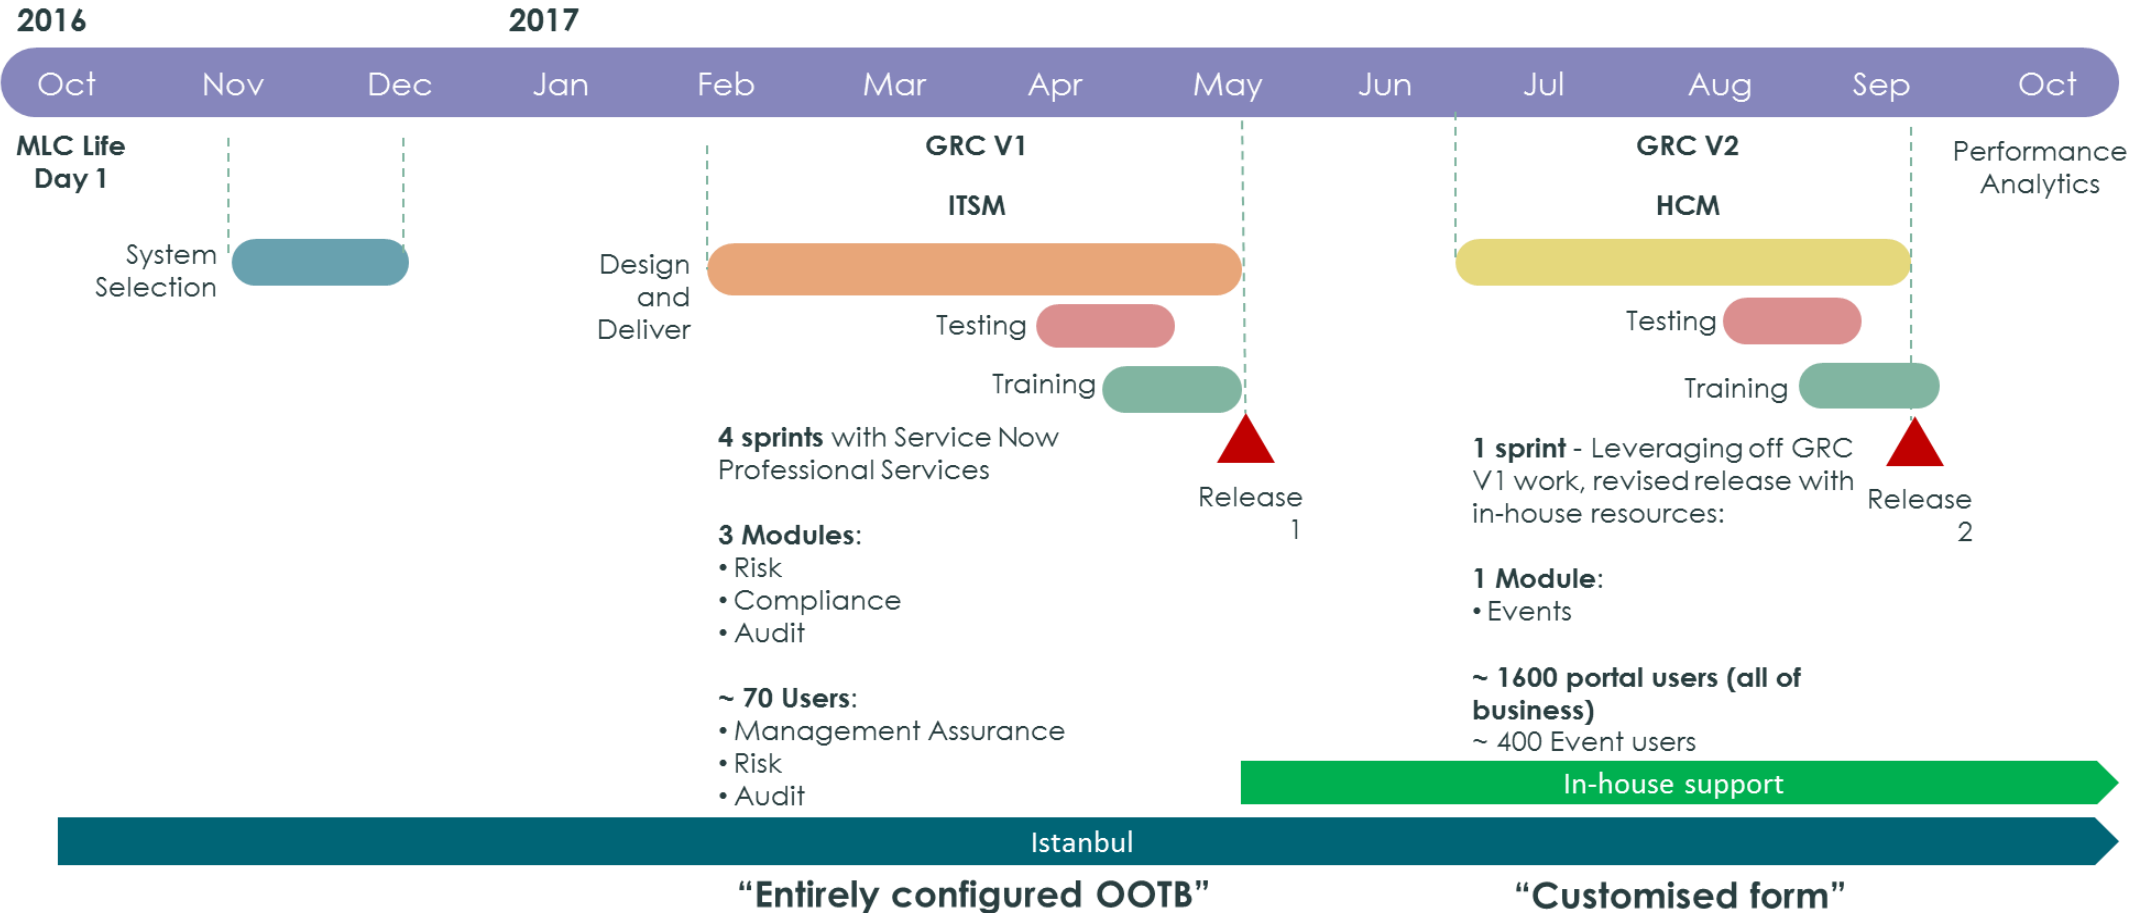 2016
2017
Oct Nov Dec Jan Feb Mar Apr May Jun Jul Aug Sep Oct
MLC Life
Day 1
System
Selection
GRC V1
ITSM
Design
and
Deliver
Testing
Training
4 sprints with Service Now
Professional Services
3 Modules:
• Risk
• Compliance
• Audit
~ 70 Users:
• Management Assurance
• Risk
• Audit
Release
1
GRC V2
HCM
Testing
Training
1 sprint - Leveraging off GRC
V1 work, revised release with
in-house resources:
1 Module:
• Events
~ 1600 portal users (all of
business)
~ 400 Event users
Release
2
Performance
Analytics
In-house support
Istanbul
“Entirely configured OOTB”
“Customised form”